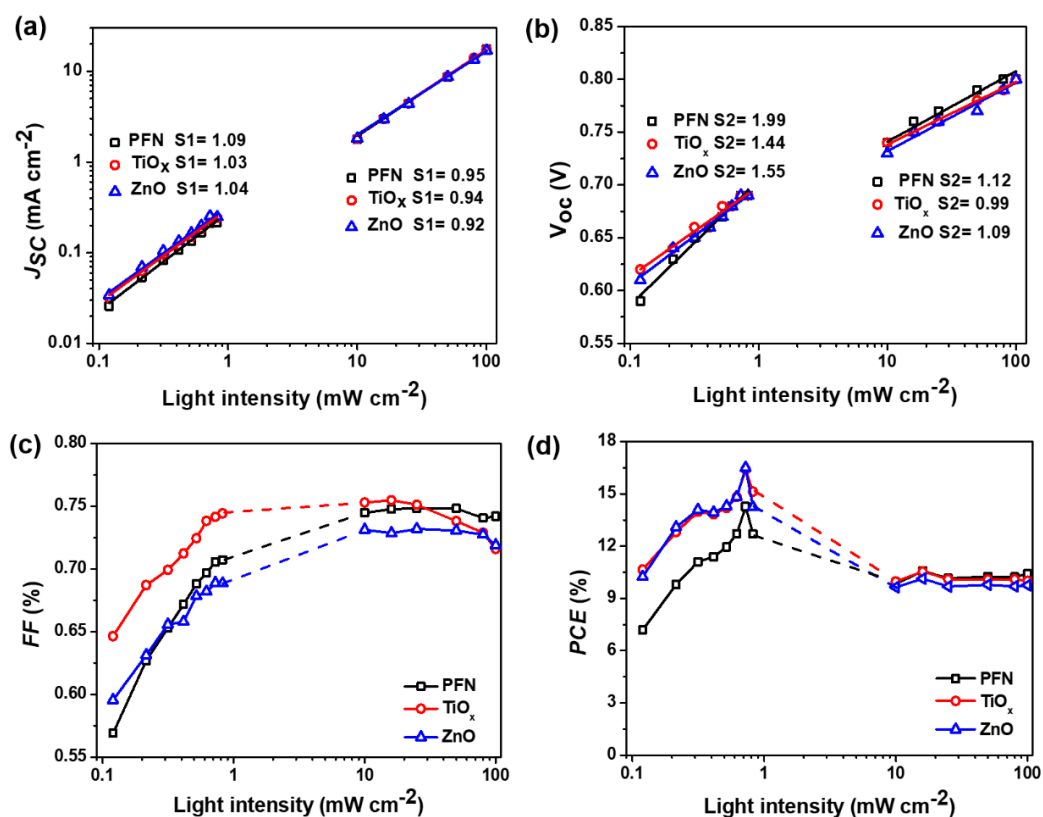 (a)
10
1
0.1
0.01
J_SC (mA cm⁻²)
PFN S1= 1.09
TiOₓ S1= 1.03
ZnO S1= 1.04
PFN S1= 0.95
TiOₓ S1= 0.94
ZnO S1= 0.92
0.1 1 10 100
Light intensity (mW cm⁻²)
(b)
0.85
0.80
0.75
0.70
0.65
0.60
0.55
V_OC (V)
PFN S2= 1.99
TiOₓ S2= 1.44
ZnO S2= 1.55
PFN S2= 1.12
TiOₓ S2= 0.99
ZnO S2= 1.09
0.1 1 10 100
Light intensity (mW cm⁻²)
(c)
0.80
0.75
0.70
0.65
0.60
0.55
FF (%)
PFN
TiOₓ
ZnO
0.1 1 10 100
Light intensity (mW cm⁻²)
(d)
18
15
12
9
6
3
0
PCE (%)
PFN
TiOₓ
ZnO
0.1 1 10 100
Light intensity (mW cm⁻²)